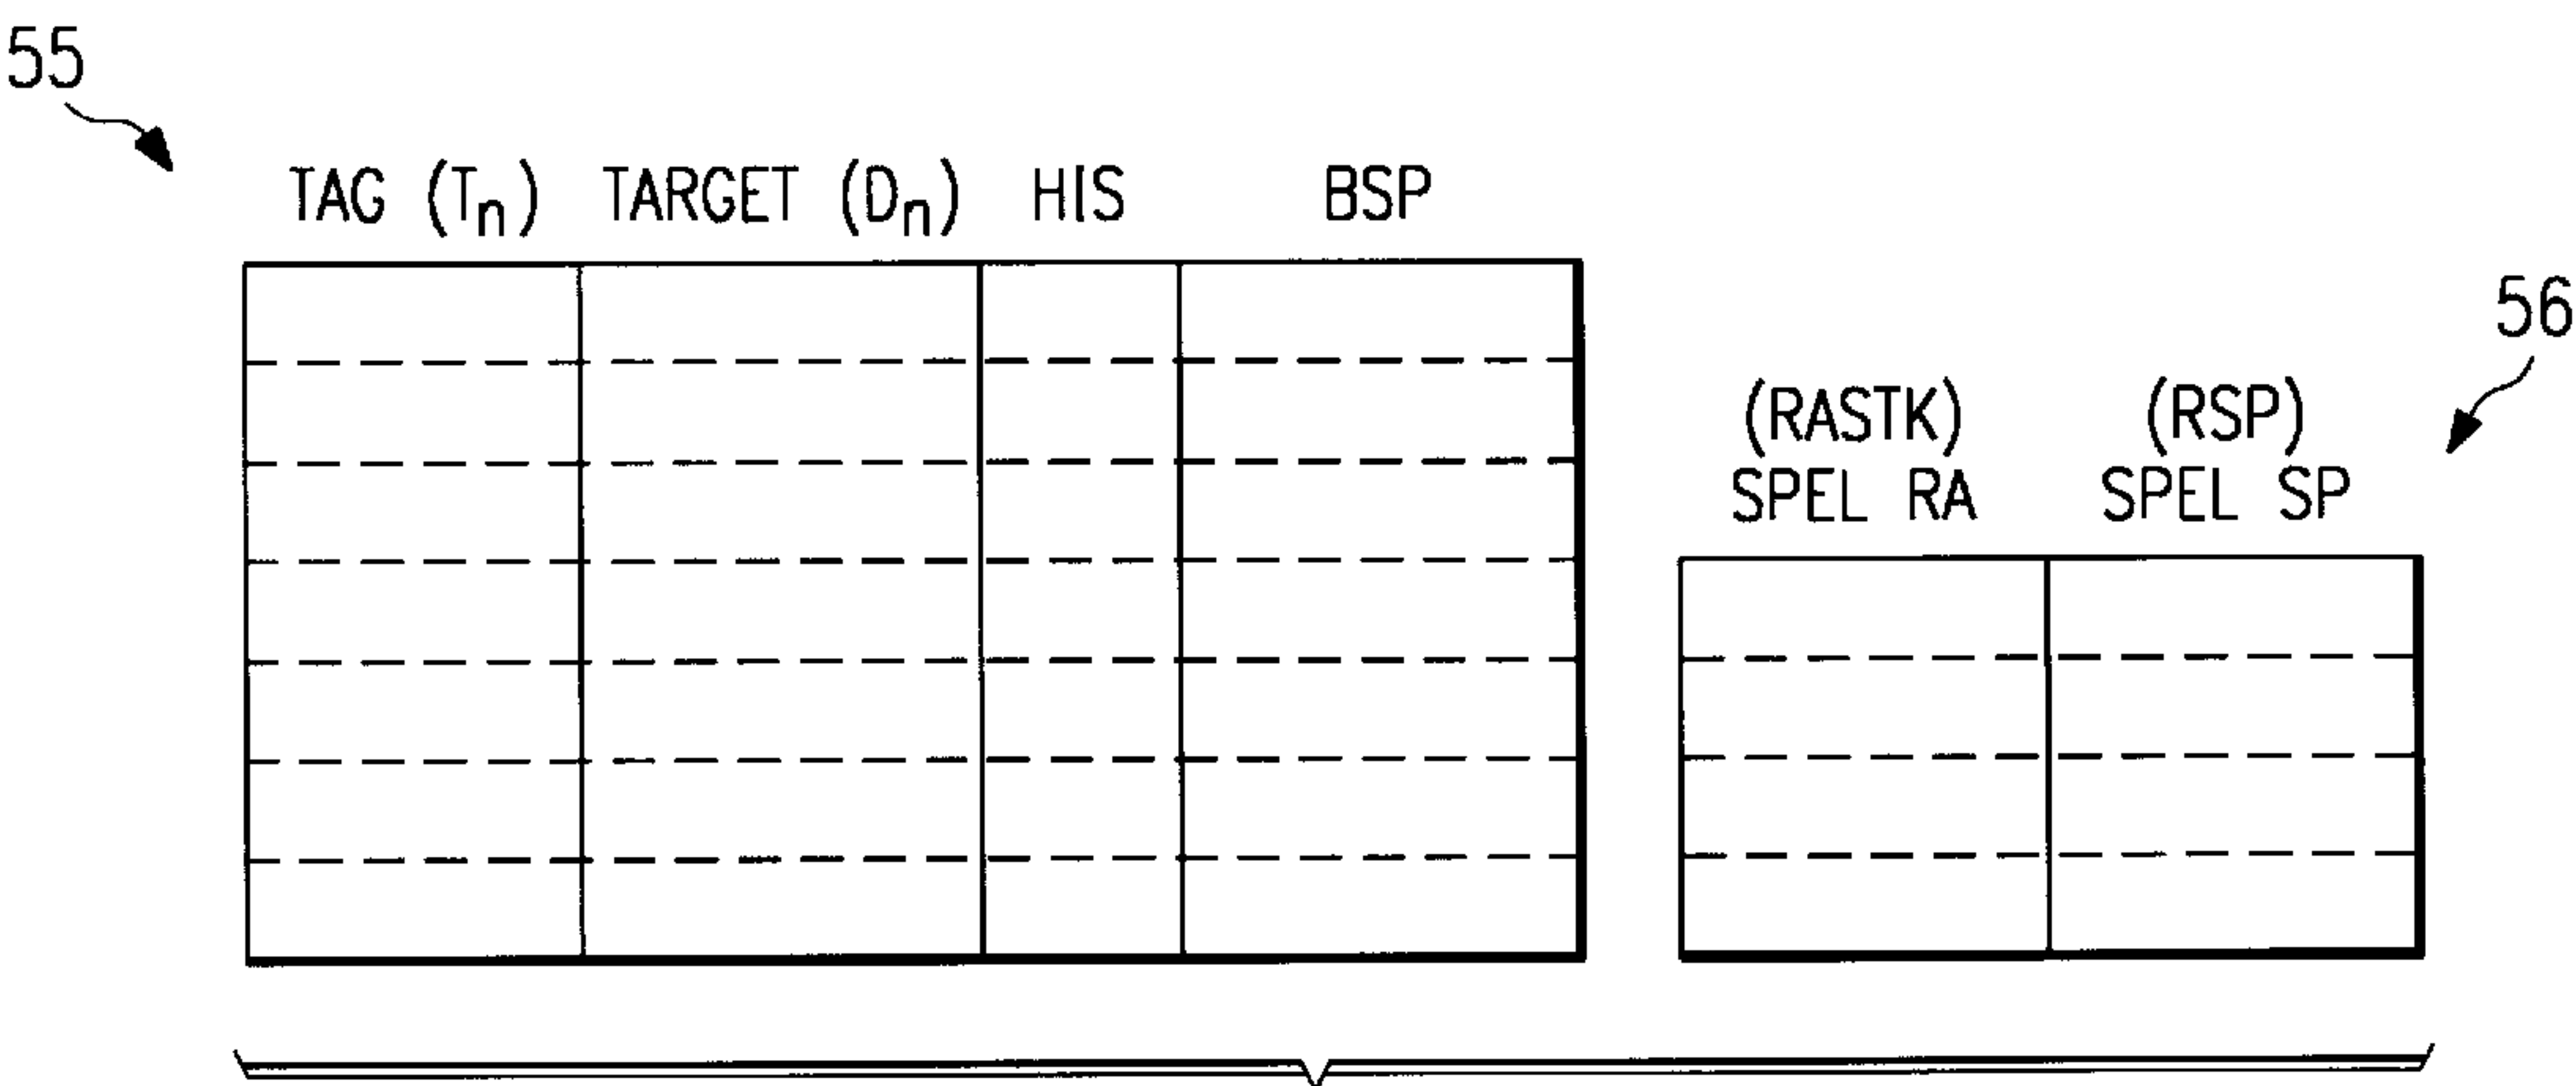 55
TAG (Tn) TARGET (Dn) HIS BSP
56
(RASTK) (RSP)
SPEL RA SPEL SP